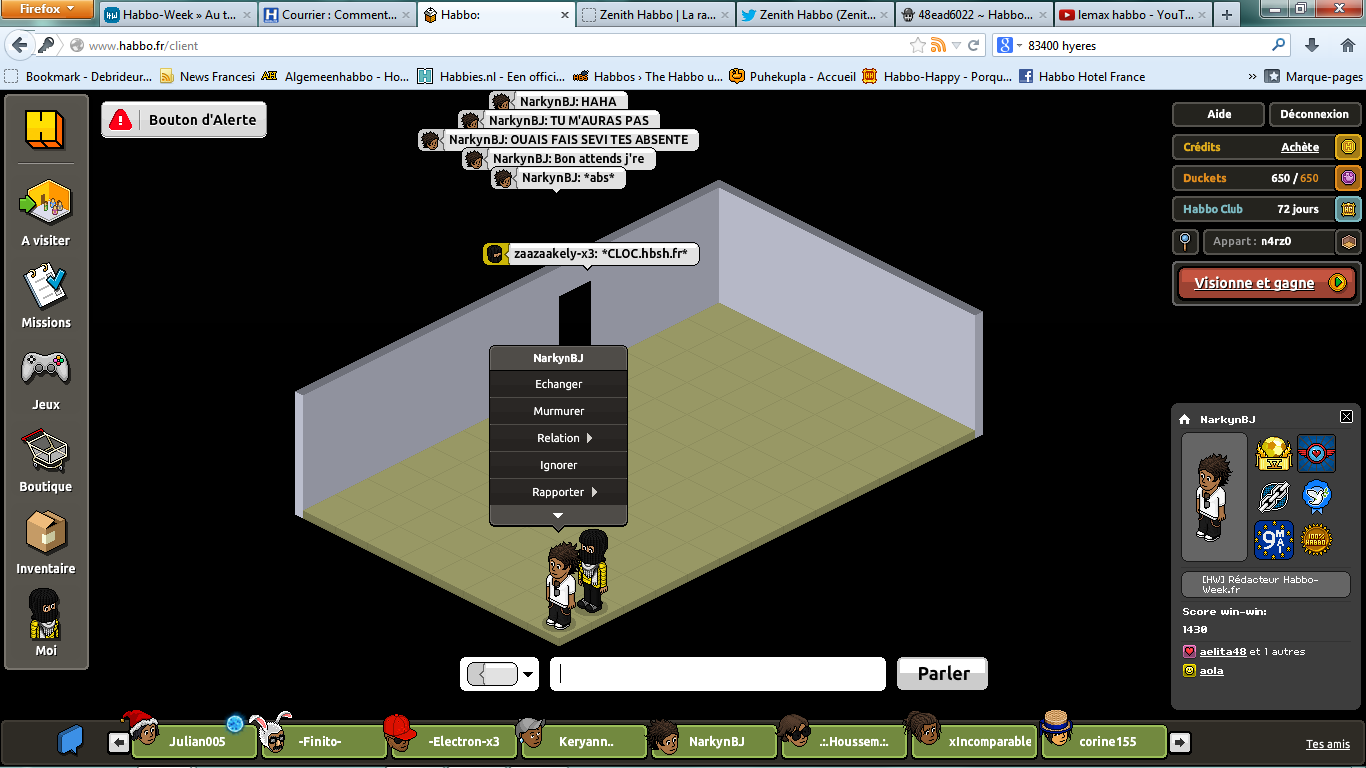 Firefox
Habbo-Week » Au t...
Courrier : Comment...
Habbo:
Zenith Habbo | La ra...
Zenith Habbo (Zenit...
48ead6022 ~ Habbo...
lemax habbo - YouT...
www.habbo.fr/client
83400 hyeres
Bookmark - Debrideur...
News Francesi
Algemeenhabbo - Ho...
Habbies.nl - Een offici...
Habbos › The Habbo u...
Puhekupla - Accueil
Habbo-Happy - Porqu...
Habbo Hotel France
»
Marque-pages
Bouton d'Alerte
NarkynBJ: HAHA
NarkynBJ: TU M'AURAS PAS
NarkynBJ: OUAIS FAIS SEVI TES ABSENTE
NarkynBJ: Bon attends j're
NarkynBJ: *abs*
zaazaakely-x3: *CLOC.hbsh.fr*
NarkynBJ
Echanger
Murmurer
Relation
Ignorer
Rapporter
A visiter
Missions
Jeux
Boutique
Inventaire
Moi
Aide
Déconnexion
Crédits
Achète
Duckets
650 / 650
Habbo Club
72 jours
Appart : n4rz0
Visionne et gagne
NarkynBJ
9 MAI
100% HABBO
[HW] Rédacteur Habbo-
Week.fr
Score win-win:
1430
aelita48 et 1 autres
aola
Parler
Julian005
-Finito-
-Electron-x3
Keryann..
NarkynBJ
.:.Houssem.:.
xIncomparable
corine155
Tes amis